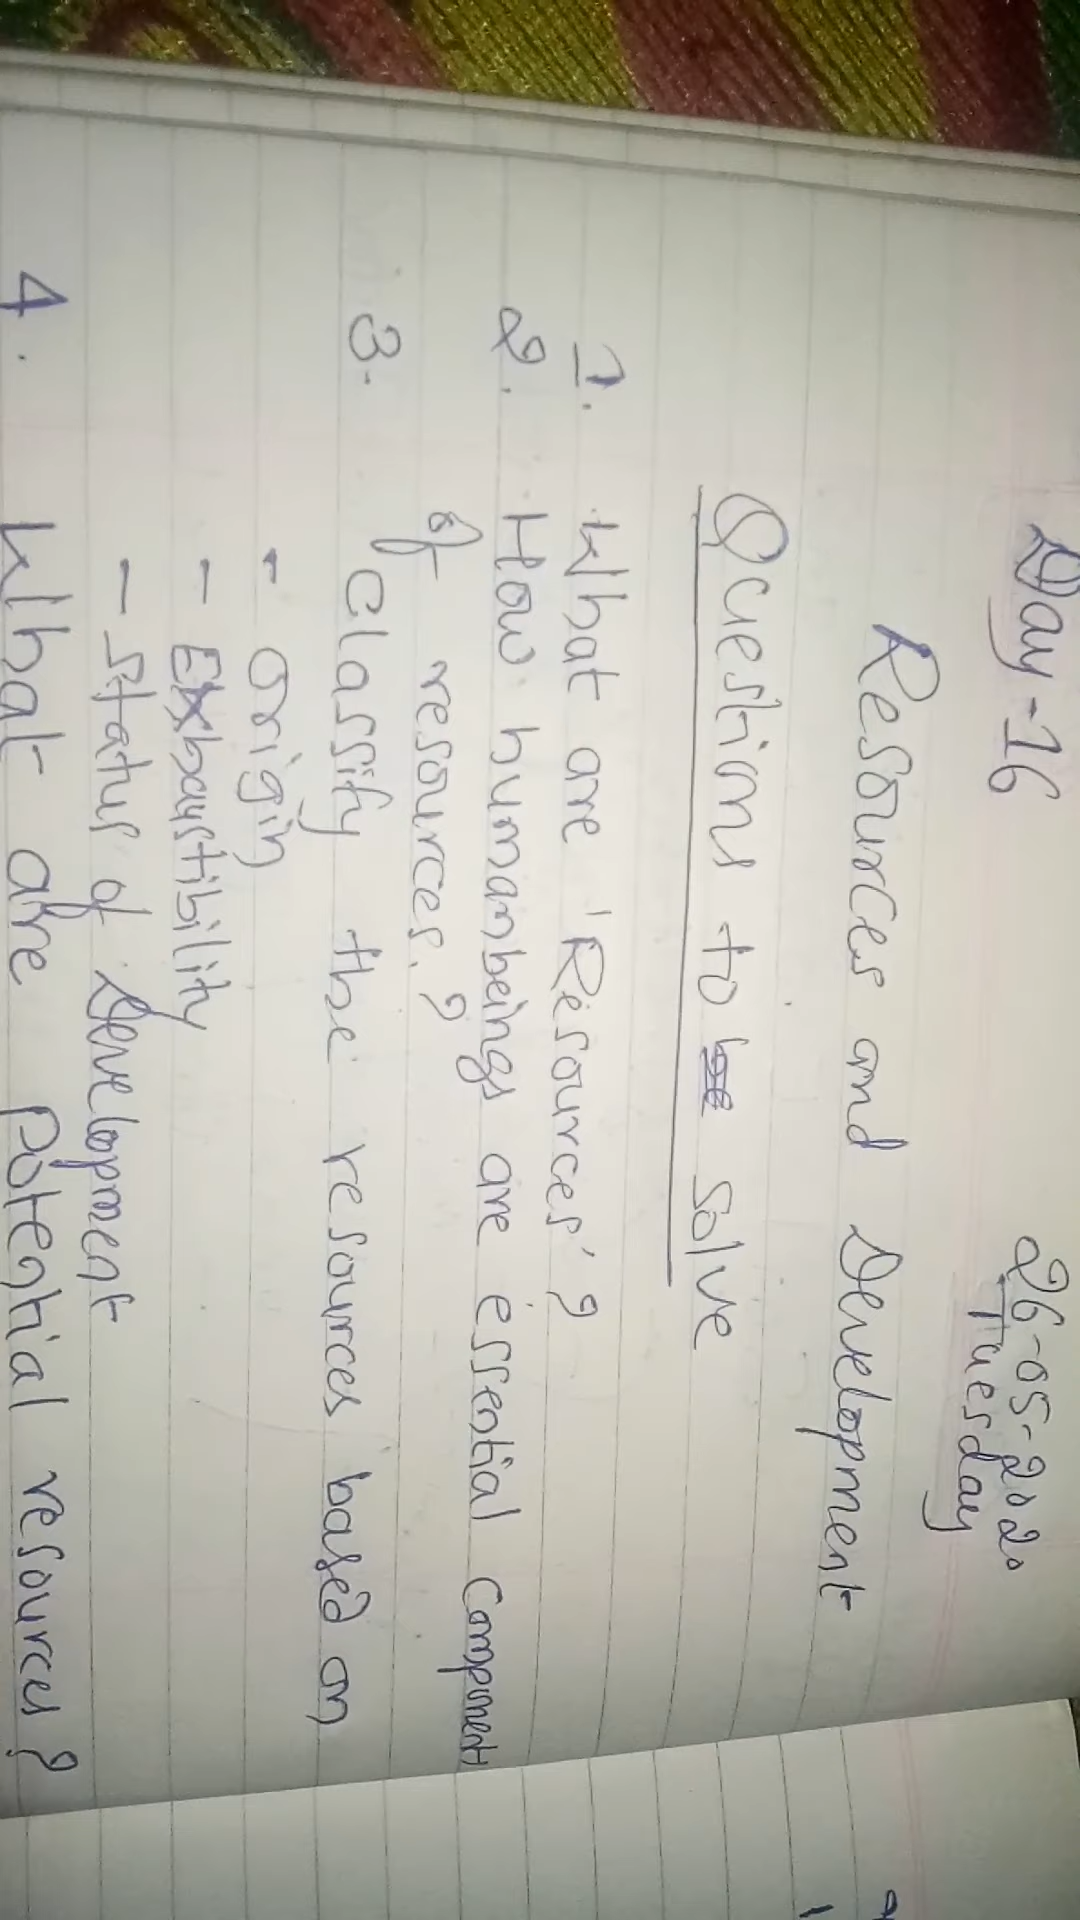 Day-16
26-05-2020
Tuesday
Resources and Development
Questions to solve
1. What are 'Resources'?
2. How human beings are essential component
of resources.?
3. Classify the resources based on
- Origin
- Exhaustibility
- Status of Development
4. What are Potential resources?